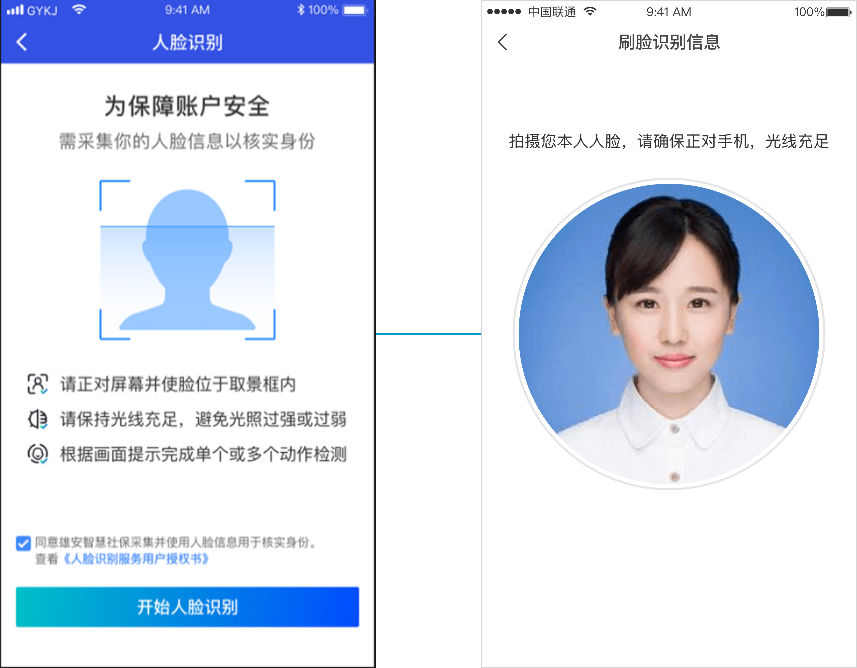 GYKJ 9:41 AM 100%
人脸识别
为保障账户安全
需采集你的人脸信息以核实身份
请正对屏幕并使脸位于取景框内
请保持光线充足，避免光照过强或过弱
根据画面提示完成单个或多个动作检测
同意雄安智慧社保采集并使用人脸信息用于核实身份。
查看《人脸识别服务用户授权书》
开始人脸识别
中国联通 9:41 AM 100%
刷脸识别信息
拍摄您本人人脸，请确保正对手机，光线充足